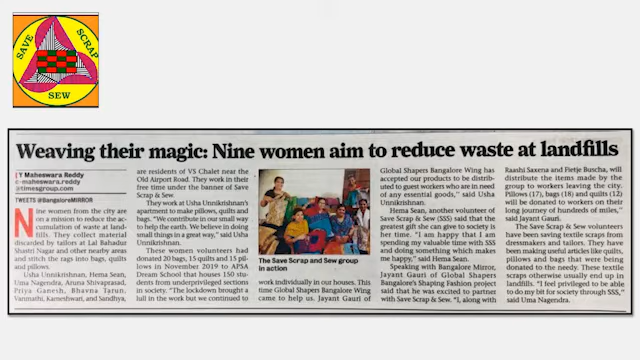 SAVE SCRAP
SEW
Weaving their magic: Nine women aim to reduce waste at landfills
Y Maheswara Reddy
c-maheswara.reddy
@timesgroup.com
TWEETS @BangaloreMIRROR
Nine women from the city are
on a mission to reduce the ac-
cumulation of waste at land-
fills. They collect material
discarded by tailors at Lal Bahadur
Shastri Nagar and other nearby areas
and stitch the rags into bags, quilts
and pillows.
Usha Unnikrishnan, Hema Sean,
Uma Nagendra, Aruna Shivaprasad,
Priya Ganesh, Bhavna Tarun,
Vanmathi, Kameshwari, and Sandhya,
are residents of VS Chalet near the
Old Airport Road. They work in their
free time under the banner of Save
Scrap & Sew.
They work at Usha Unnikrishnan's
apartment to make pillows, quilts and
bags. "We contribute in our small way
to help the earth. We believe in doing
small things in a great way," said Usha
Unnikrishnan.
These women volunteers had
donated 20 bags, 15 quilts and 15 pil-
lows in November 2019 to APSA
Dream School that houses 150 stu-
dents from underprivileged sections
in society. "The lockdown brought a
lull in the work but we continued to
The Save Scrap and Sew group
in action
work individually in our houses. This
time Global Shapers Bangalore Wing
came to help us. Jayant Gauri of
Global Shapers Bangalore Wing has
accepted our products to be distrib-
uted to guest workers who are in need
of any essential goods," said Usha
Unnikrishnan.
Hema Sean, another volunteer of
Save Scrap & Sew (SSS) said that the
greatest gift she can give to society is
her time. "I am happy that I am
spending my valuable time with SSS
and doing something which makes
me happy," said Hema Sean.
Speaking with Bangalore Mirror,
Jayant Gauri of Global Shapers
Bangalore's Shaping Fashion project
said that he was excited to partner
with Save Scrap & Sew. "I, along with
Raashi Saxena and Fietje Buscha, will
distribute the items made by the
group to workers leaving the city.
Pillows (17), bags (18) and quilts (12)
will be donated to workers on their
long journey of hundreds of miles,"
said Jayant Gauri.
The Save Scrap & Sew volunteers
have been saving textile scraps from
dressmakers and tailors. They have
been making useful articles like quilts,
pillows and bags that were being
donated to the needy. These textile
scraps otherwise usually end up in
landfills. "I feel privileged to be able
to do my bit for society through SSS,"
said Uma Nagendra.